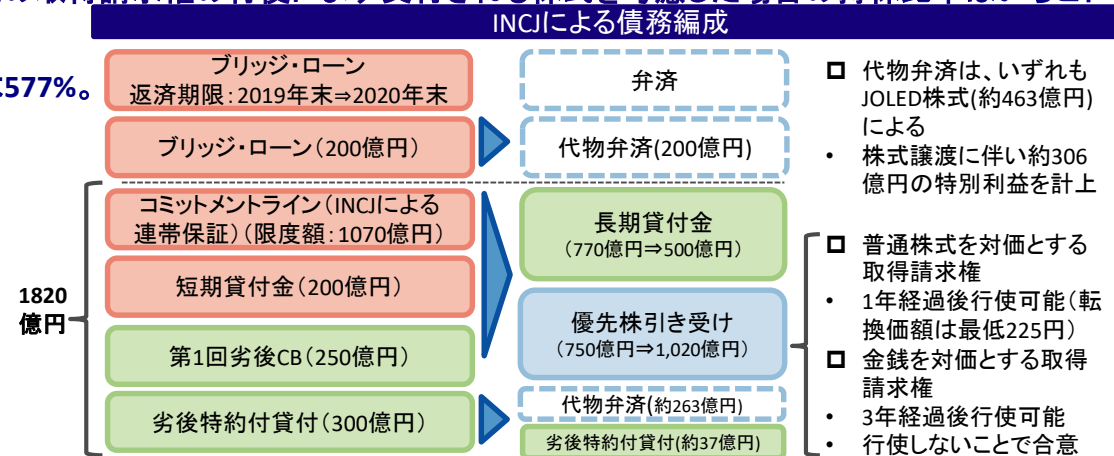 INCJによる債務編成
577%。
ブリッジ・ローン
返済期限：2019年末⇒2020年末
弁済
ブリッジ・ローン（200億円）
代物弁済(200億円)
1820
億円
コミットメントライン（INCJによる
連帯保証）（限度額：1070億円）
短期貸付金（200億円）
第1回劣後CB（250億円）
劣後特約付貸付（300億円）
長期貸付金
（770億円⇒500億円）
優先株引き受け
（750億円⇒1,020億円）
代物弁済(約263億円)
劣後特約付貸付(約37億円)
代物弁済は、いずれも
JOLED株式(約463億円)
による
• 株式譲渡に伴い約306
億円の特別利益を計上
普通株式を対価とする
取得請求権
• 1年経過後行使可能（転
換価額は最低225円）
金銭を対価とする取得
請求権
• 3年経過後行使可能
• 行使しないことで合意